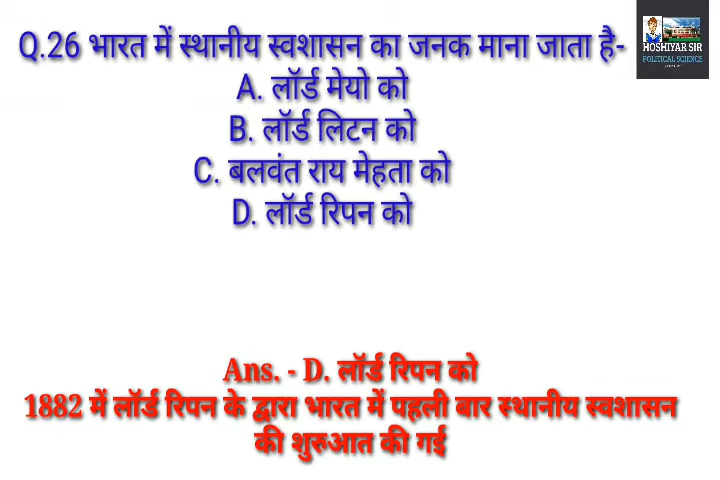 Q.26 भारत में स्थानीय स्वशासन का जनक माना जाता है-
A. लॉर्ड मेयो को
B. लॉर्ड लिटन को
C. बलवंत राय मेहता को
D. लॉर्ड रिपन को
HOSHIYAR SIR
POLITICAL SCIENCE
Ans. - D. लॉर्ड रिपन को
1882 में लॉर्ड रिपन के द्वारा भारत में पहली बार स्थानीय स्वशासन
की शुरुआत की गई